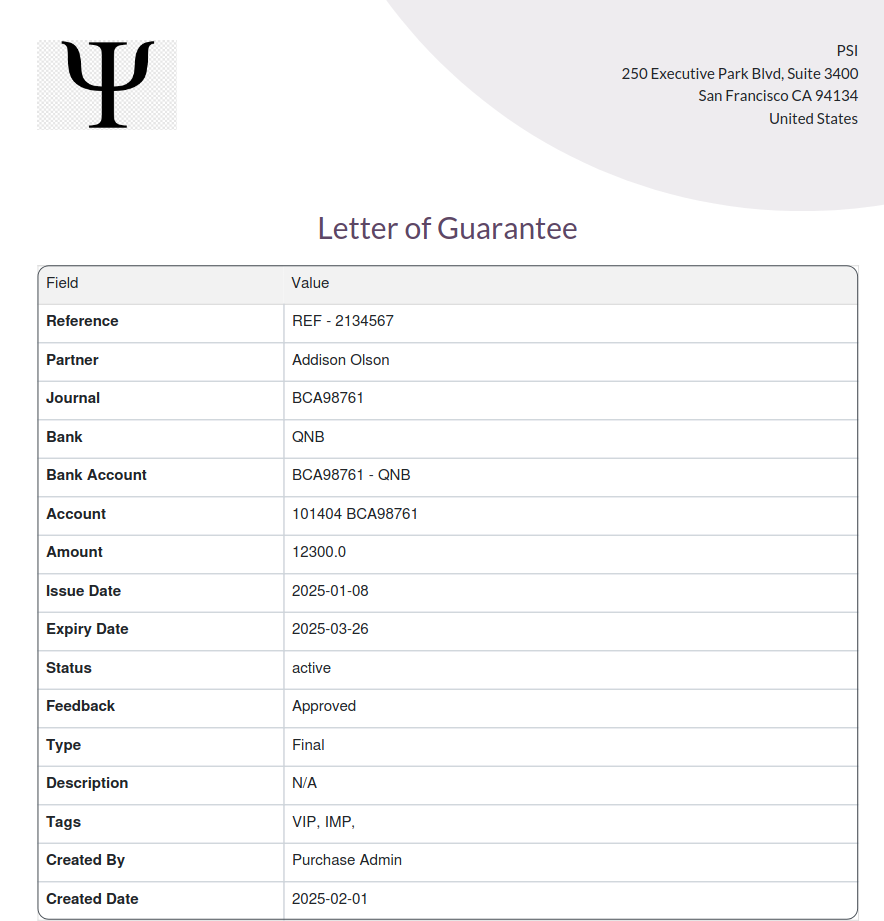 Ψ
PSI
250 Executive Park Blvd, Suite 3400
San Francisco CA 94134
United States
Letter of Guarantee
Field Value
Reference REF - 2134567
Partner Addison Olson
Journal BCA98761
Bank QNB
Bank Account BCA98761 - QNB
Account 101404 BCA98761
Amount 12300.0
Issue Date 2025-01-08
Expiry Date 2025-03-26
Status active
Feedback Approved
Type Final
Description N/A
Tags VIP, IMP,
Created By Purchase Admin
Created Date 2025-02-01